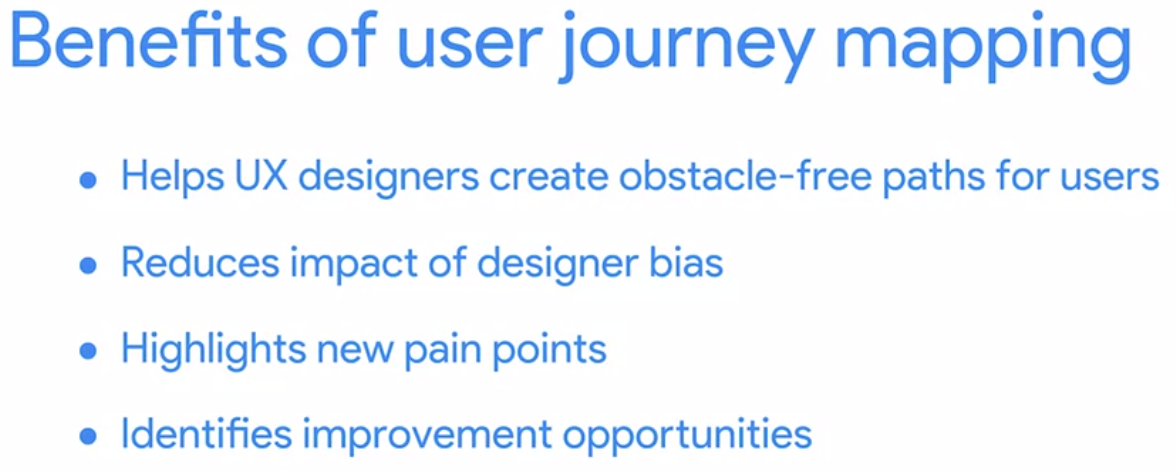 Benefits of user journey mapping
• Helps UX designers create obstacle-free paths for users
• Reduces impact of designer bias
• Highlights new pain points
• Identifies improvement opportunities